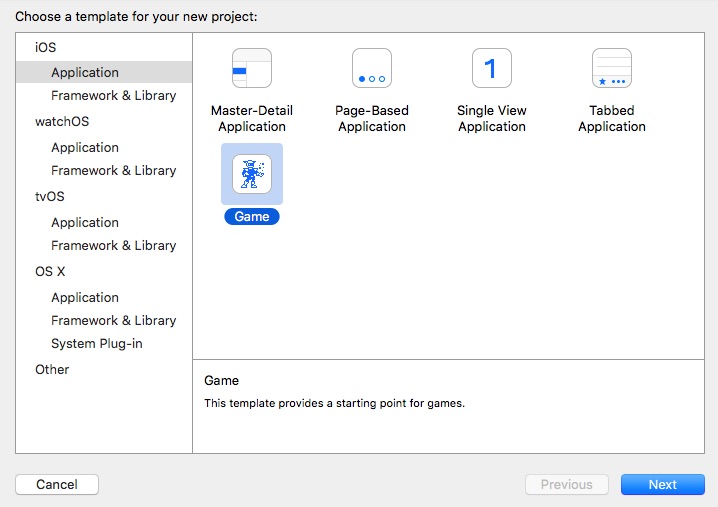 Choose a template for your new project:
iOS
Application
Framework & Library
watchOS
Application
Framework & Library
tvOS
Application
Framework & Library
OS X
Application
Framework & Library
System Plug-in
Other
Master-Detail
Application
Page-Based
Application
1
Single View
Application
Tabbed
Application
Game
Game
This template provides a starting point for games.
Cancel
Previous
Next